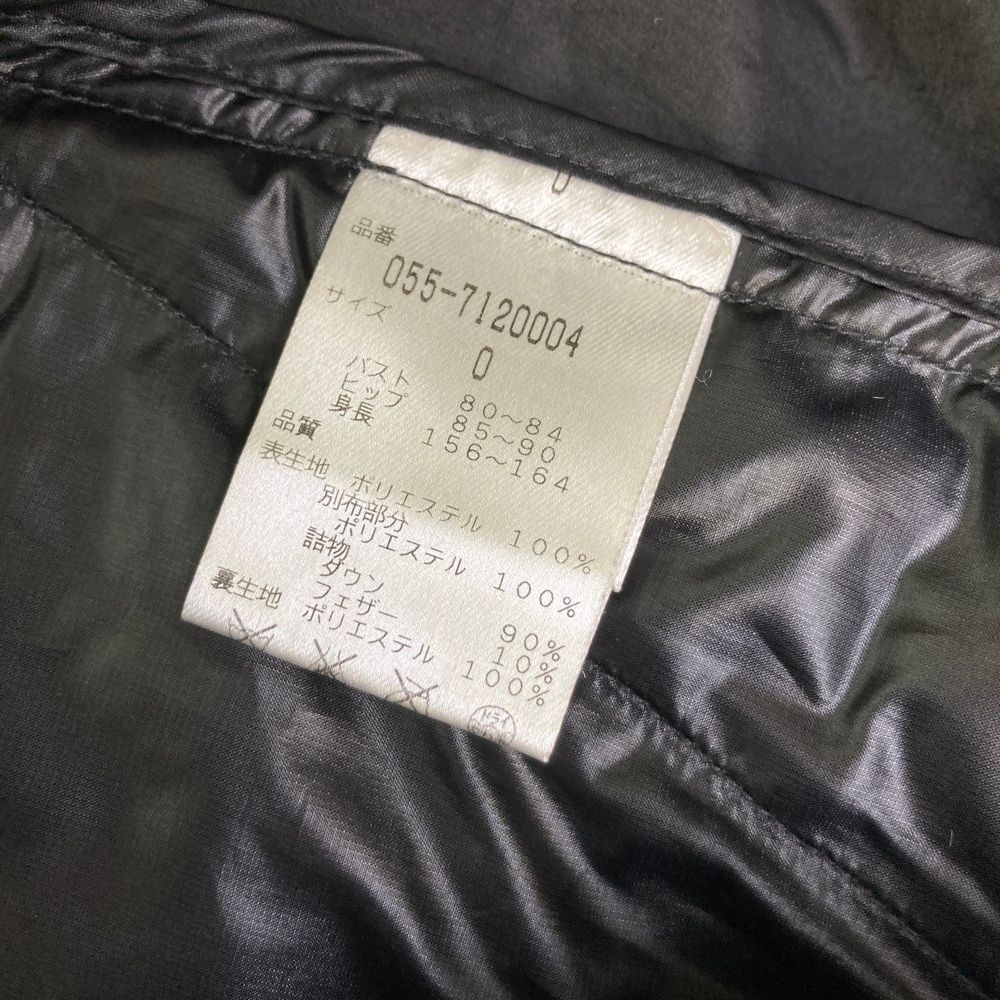 0
品番
055-7120004
サイズ 0
バスト 80～84
ヒップ 85～90
身長 156～164
品質
表生地 ポリエステル 100%
別布部分
ポリエステル 100%
詰物
ダウン 90%
フェザー 10%
裏生地 ポリエステル 100%
ドライ